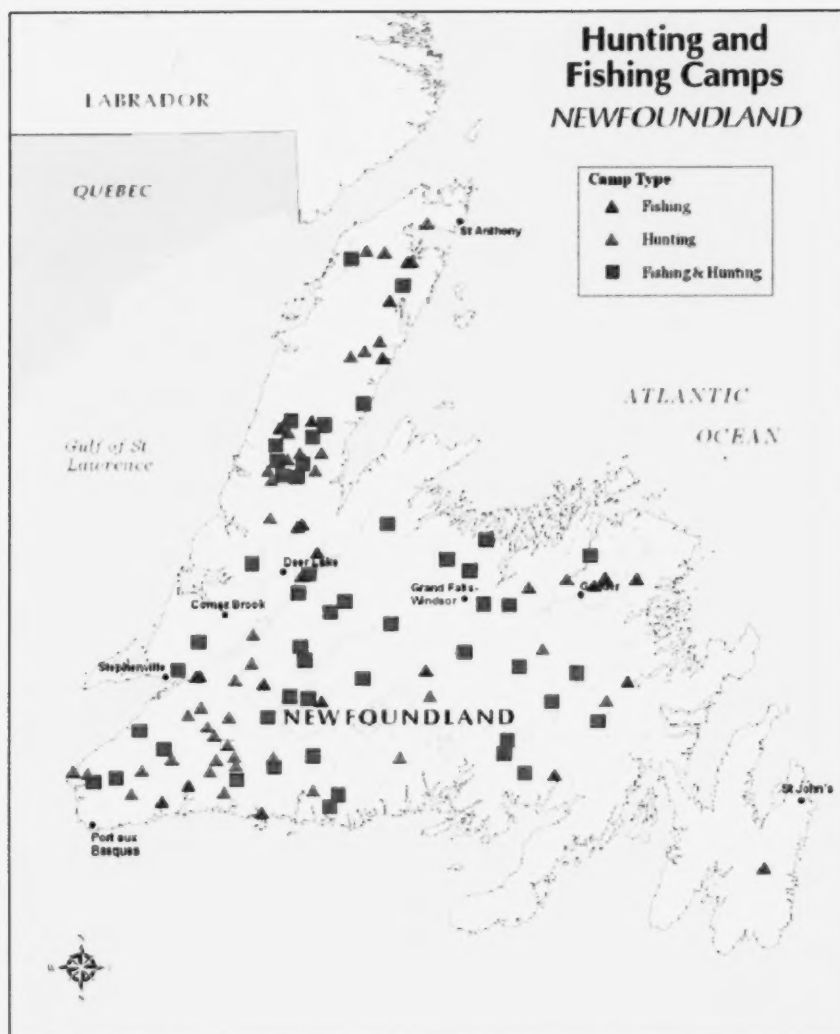 Hunting and
Fishing Camps
NEWFOUNDLAND
LABRADOR
QUEBEC
Camp Type
Fishing
Hunting
Fishing & Hunting
St Anthony
ATLANTIC
OCEAN
Gulf of St
Lawrence
Deer Lake
Grand Falls-
Windsor
Gander
Corner Brook
Stephenville
NEWFOUNDLAND
St John's
Port aux
Basques
N
W
S